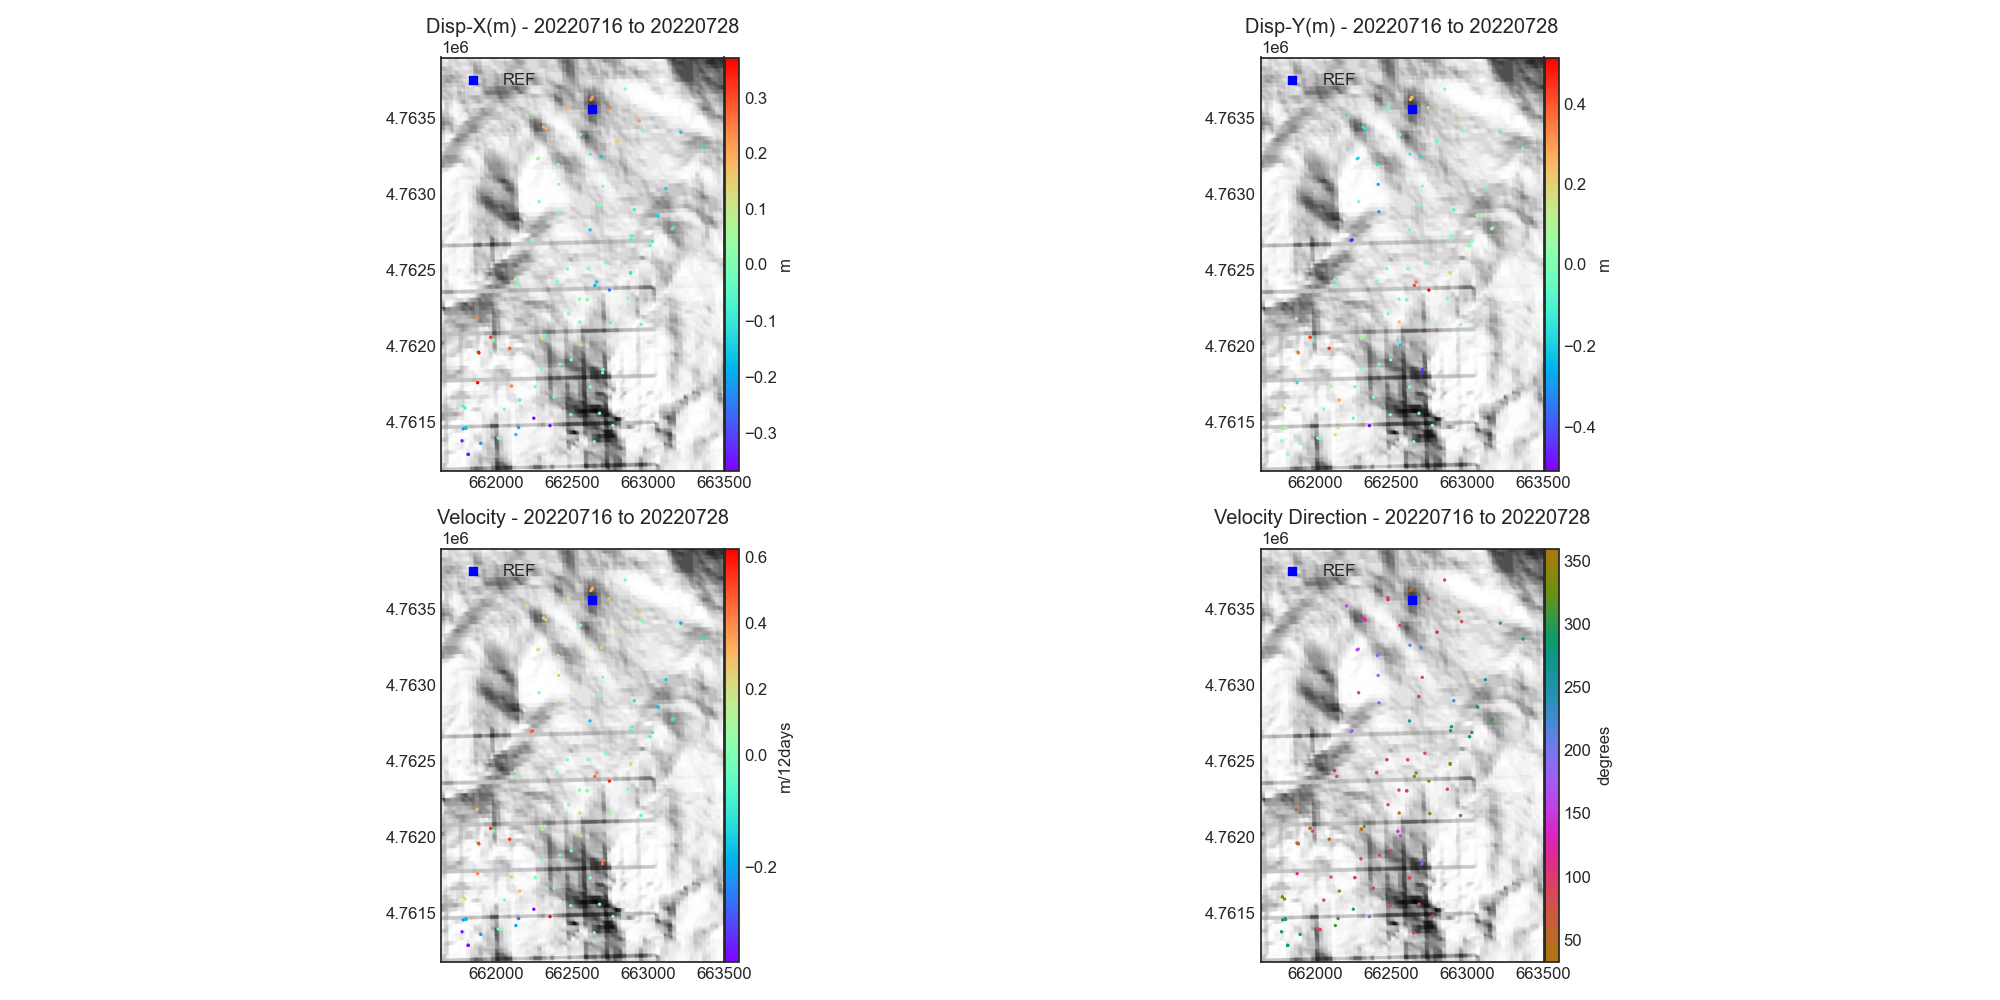 Disp-X(m) - 20220716 to 20220728
1e6
REF
4.7635
4.7630
4.7625
4.7620
4.7615
662000 662500 663000 663500
0.3
0.2
0.1
0.0
−0.1
−0.2
−0.3
m
Disp-Y(m) - 20220716 to 20220728
1e6
REF
4.7635
4.7630
4.7625
4.7620
4.7615
662000 662500 663000 663500
0.4
0.2
0.0
−0.2
−0.4
m
Velocity - 20220716 to 20220728
1e6
REF
4.7635
4.7630
4.7625
4.7620
4.7615
662000 662500 663000 663500
0.6
0.4
0.2
0.0
−0.2
m/12days
Velocity Direction - 20220716 to 20220728
1e6
REF
4.7635
4.7630
4.7625
4.7620
4.7615
662000 662500 663000 663500
350
300
250
200
150
100
50
degrees